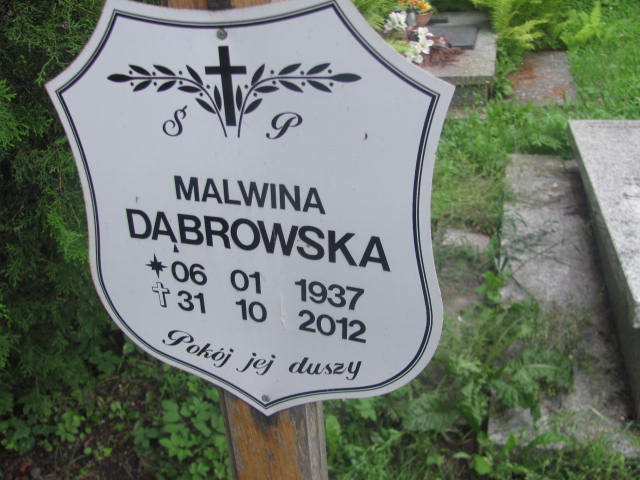 Ś P
MALWINA
DĄBROWSKA
06 01 1937
31 10 2012
Pokój jej duszy